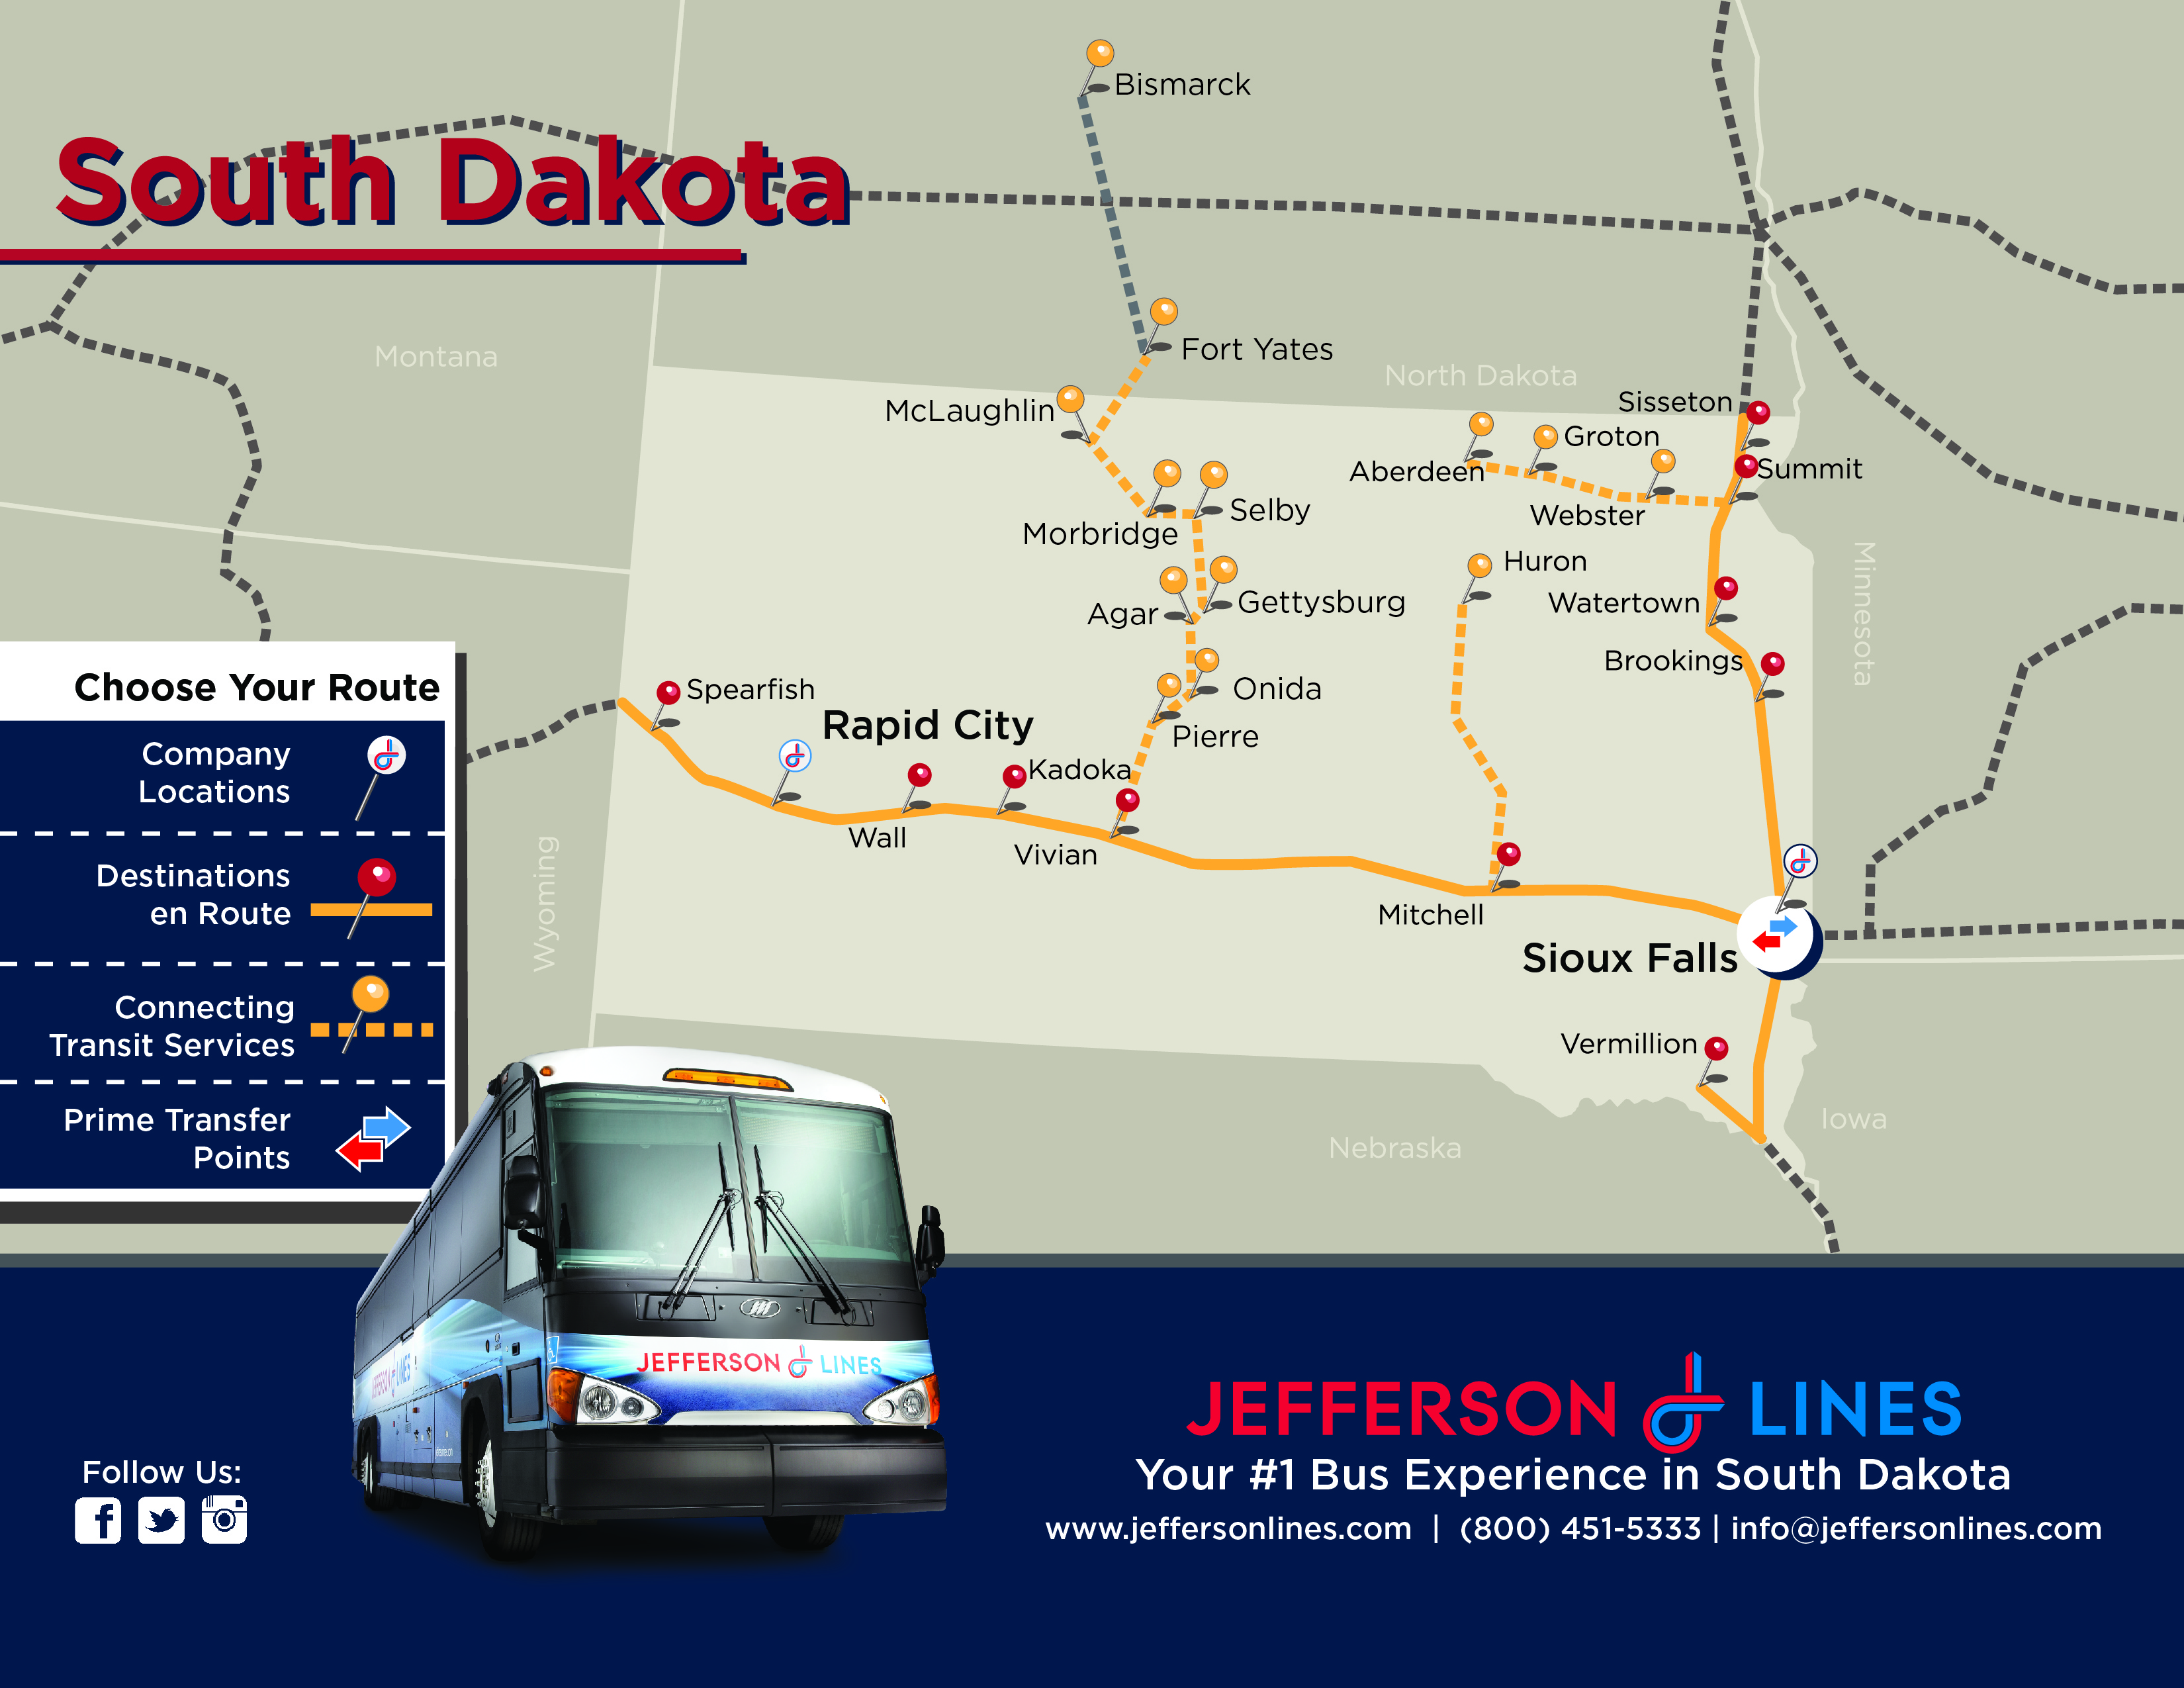 South Dakota
Bismarck
Fort Yates
Montana
North Dakota
McLaughlin
Sisseton
Groton
Aberdeen
Summit
Selby
Webster
Morbridge
Huron
Minnesota
Gettysburg
Watertown
Agar
Brookings
Onida
Spearfish
Rapid City
Pierre
Kadoka
Wall
Vivian
Wyoming
Mitchell
Sioux Falls
Vermillion
Iowa
Nebraska
Choose Your Route
Company
Locations
Destinations
en Route
Connecting
Transit Services
Prime Transfer
Points
JEFFERSON LINES
JEFFERSON LINES
Follow Us:
JEFFERSON LINES
Your #1 Bus Experience in South Dakota
www.jeffersonlines.com | (800) 451-5333 | info@jeffersonlines.com